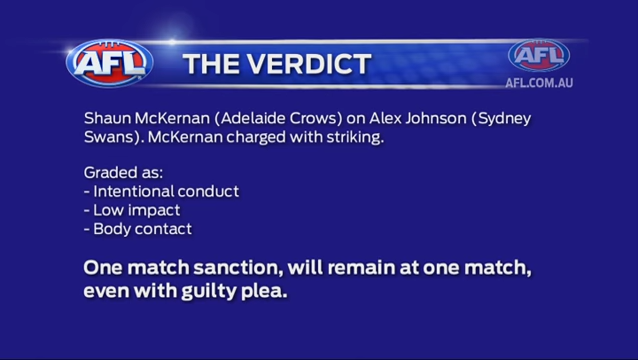 AFL
THE VERDICT
AFL
AFL.COM.AU
Shaun McKernan (Adelaide Crows) on Alex Johnson (Sydney
Swans). McKernan charged with striking.
Graded as:
- Intentional conduct
- Low impact
- Body contact
One match sanction, will remain at one match,
even with guilty plea.